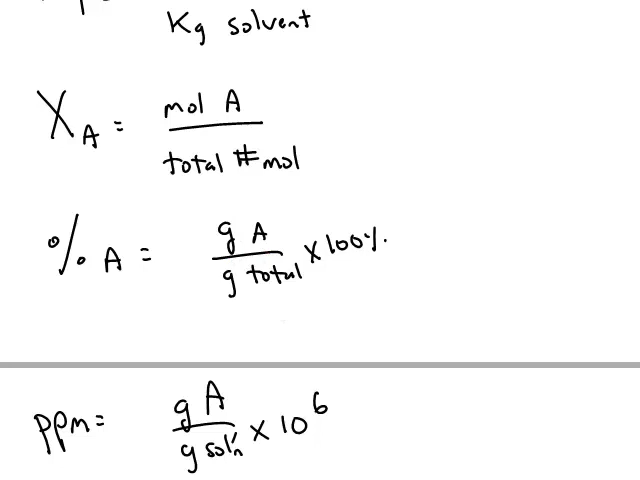 Kg solvent
X_A = mol A / total # mol
% A = g A / g total × 100%.
ppm = g A / g sol'n × 10^6